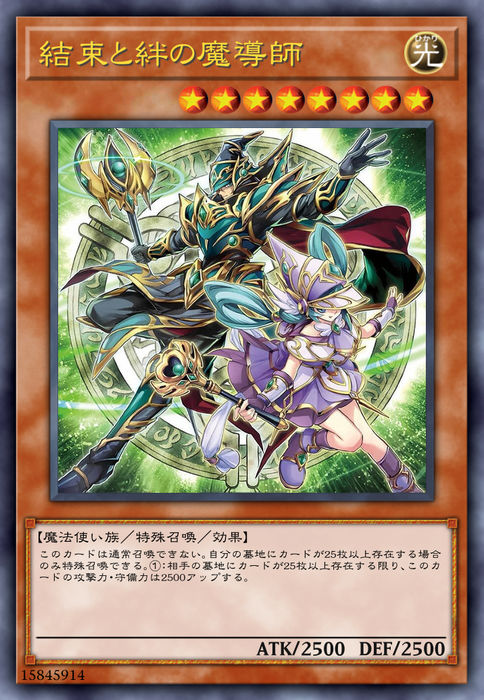 結束と絆の魔導師
ひかり
光
【魔法使い族／特殊召喚／効果】
このカードは通常召喚できない。自分の墓地にカードが25枚以上存在する場合
のみ特殊召喚できる。①:相手の墓地にカードが25枚以上存在する限り、このカ
ードの攻撃力・守備力は2500アップする。
ATK/2500 DEF/2500
15845914